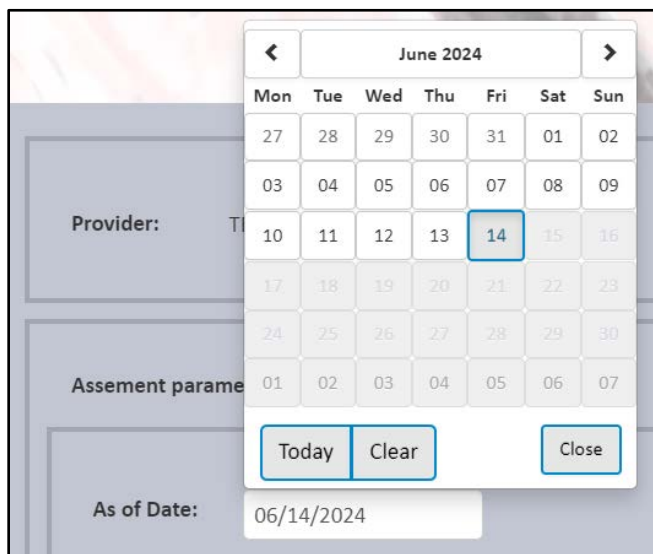 June 2024
Mon Tue Wed Thu Fri Sat Sun
27 28 29 30 31 01 02
03 04 05 06 07 08 09
Provider:
10 11 12 13 14 15 16
17 18 19 20 21 22 23
24 25 26 27 28 29 30
Assement parame
01 02 03 04 05 06 07
Today Clear Close
As of Date: 06/14/2024